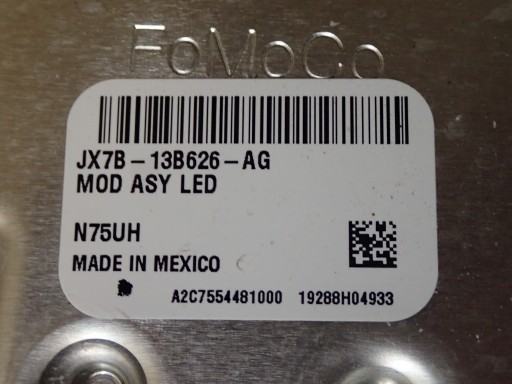 FoMoCo
JX7B-13B626-AG
MOD ASY LED
N75UH
MADE IN MEXICO
A2C7554481000 19288H04933